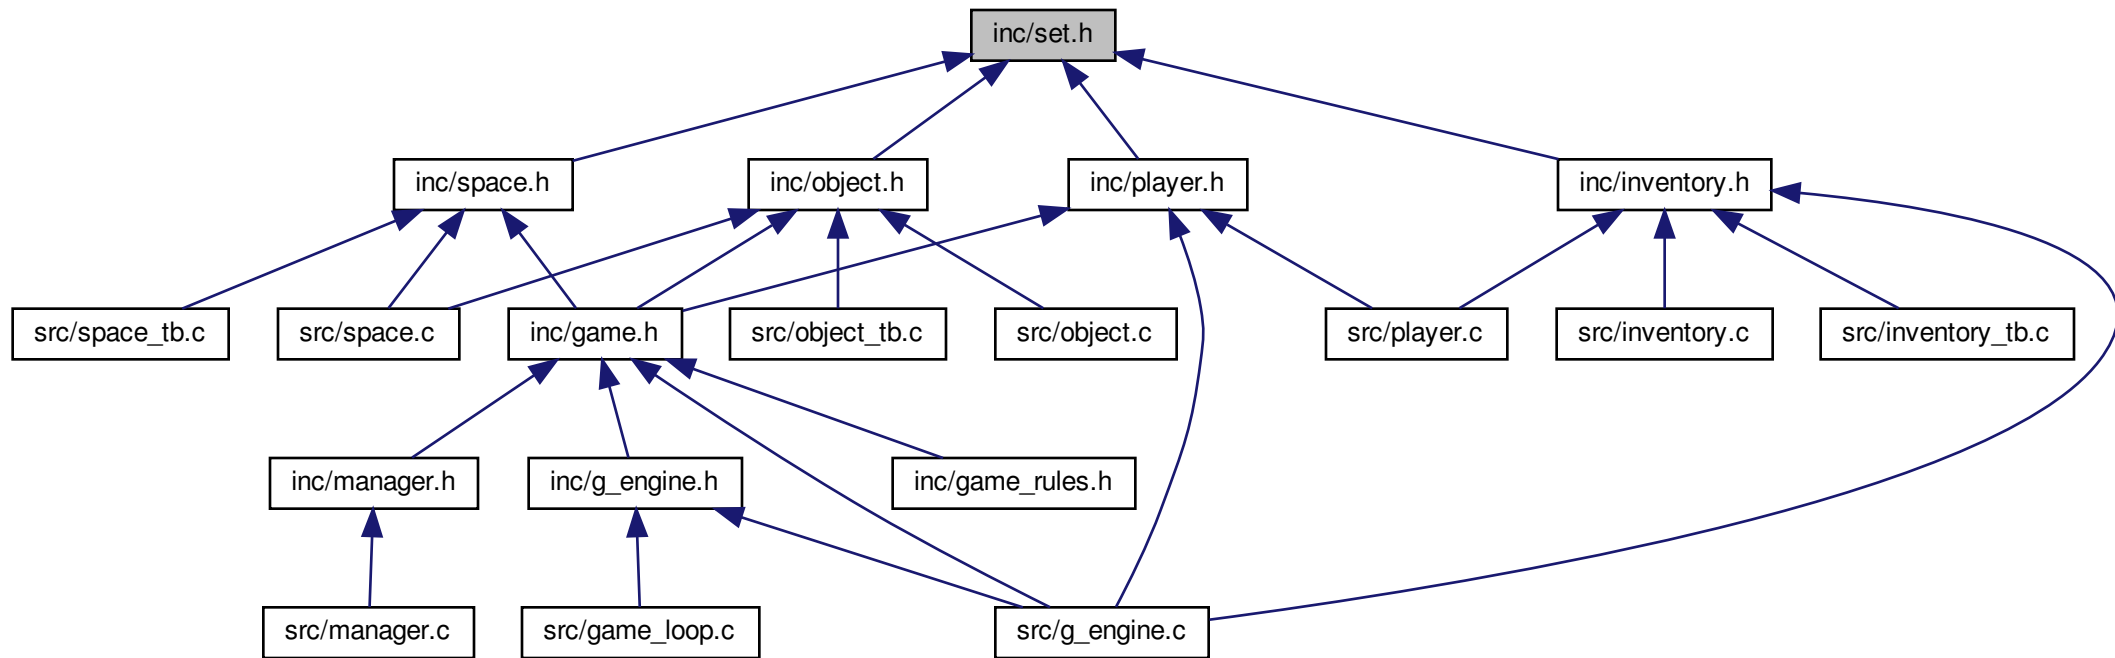 inc/set.h
inc/space.h
inc/object.h
inc/player.h
inc/inventory.h
src/space_tb.c
src/space.c
inc/game.h
src/object_tb.c
src/object.c
src/player.c
src/inventory.c
src/inventory_tb.c
inc/manager.h
inc/g_engine.h
inc/game_rules.h
src/manager.c
src/game_loop.c
src/g_engine.c